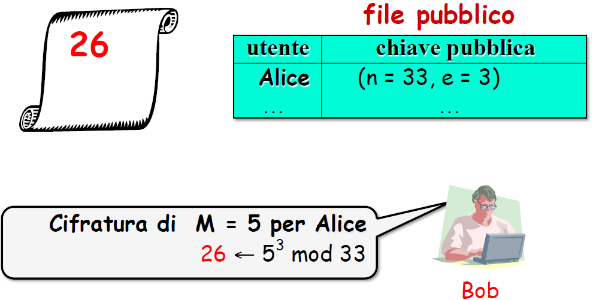 26
file pubblico
utente chiave pubblica
Alice (n = 33, e = 3)
... ...
Cifratura di M = 5 per Alice
26 ← 5³ mod 33
Bob